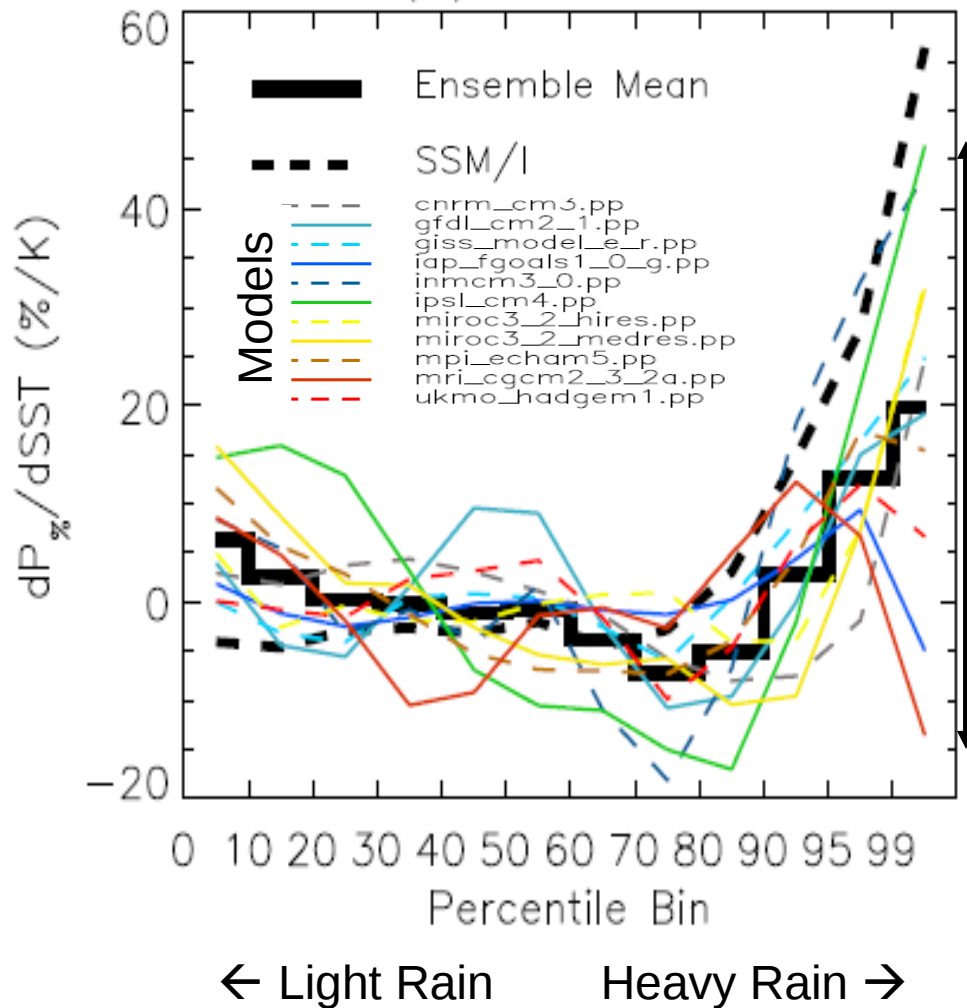 60
40
20
0
−20
dP%/dSST (%/K)
Ensemble Mean
SSM/I
Models
cnrm_cm3.pp
gfdl_cm2_1.pp
giss_model_e_r.pp
iap_fgoals1_0_g.pp
inmcm3_0.pp
ipsl_cm4.pp
miroc3_2_hires.pp
miroc3_2_medres.pp
mpi_echam5.pp
mri_cgcm2_3_2a.pp
ukmo_hadgem1.pp
0 10 20 30 40 50 60 70 80 90 95 99
Percentile Bin
← Light Rain Heavy Rain →